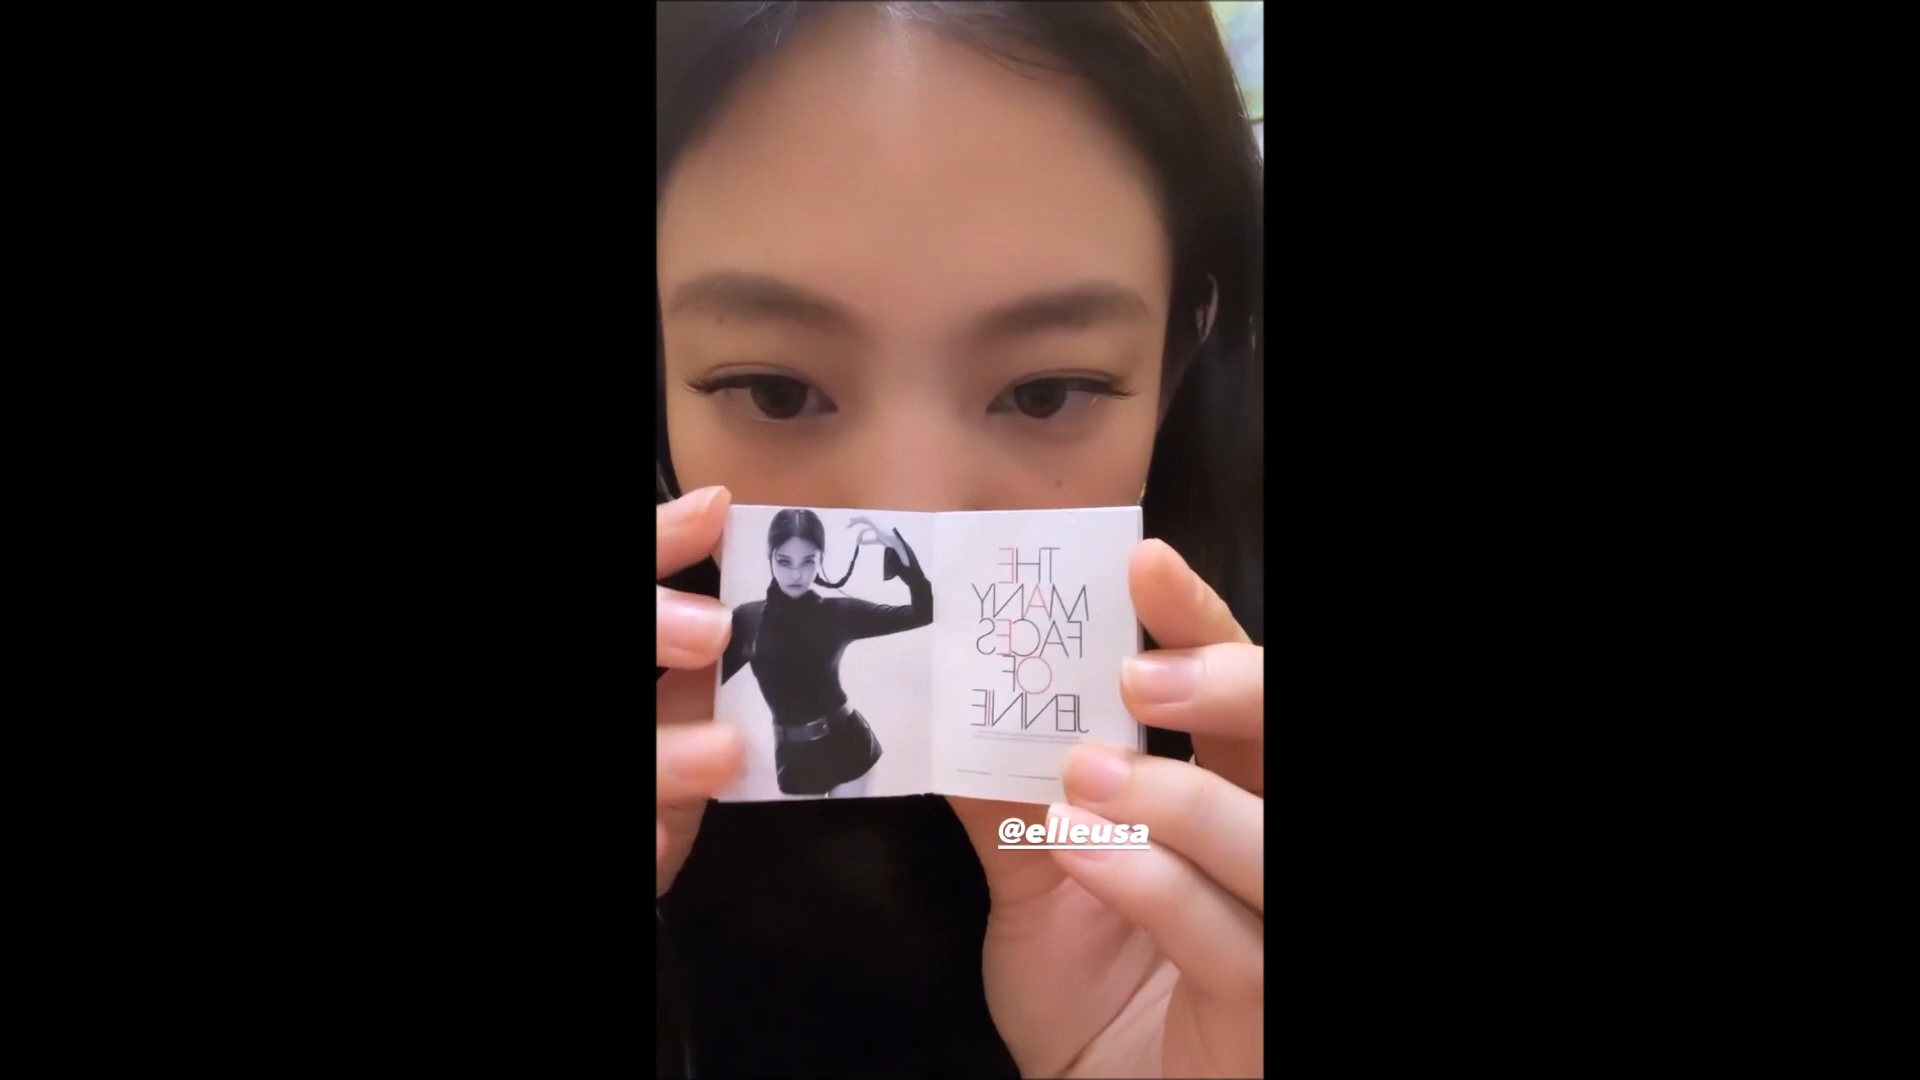 THE
MANY
FACES
OF
JENNIE
@elleusa